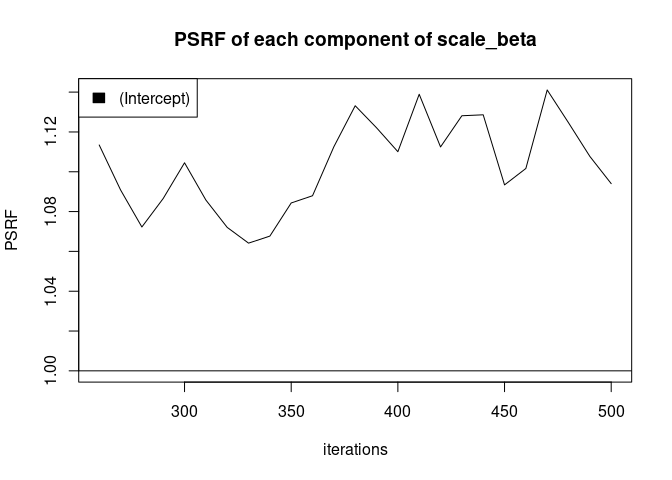 PSRF of each component of scale_beta
(Intercept)
PSRF
1.00
1.04
1.08
1.12
300
350
400
450
500
iterations